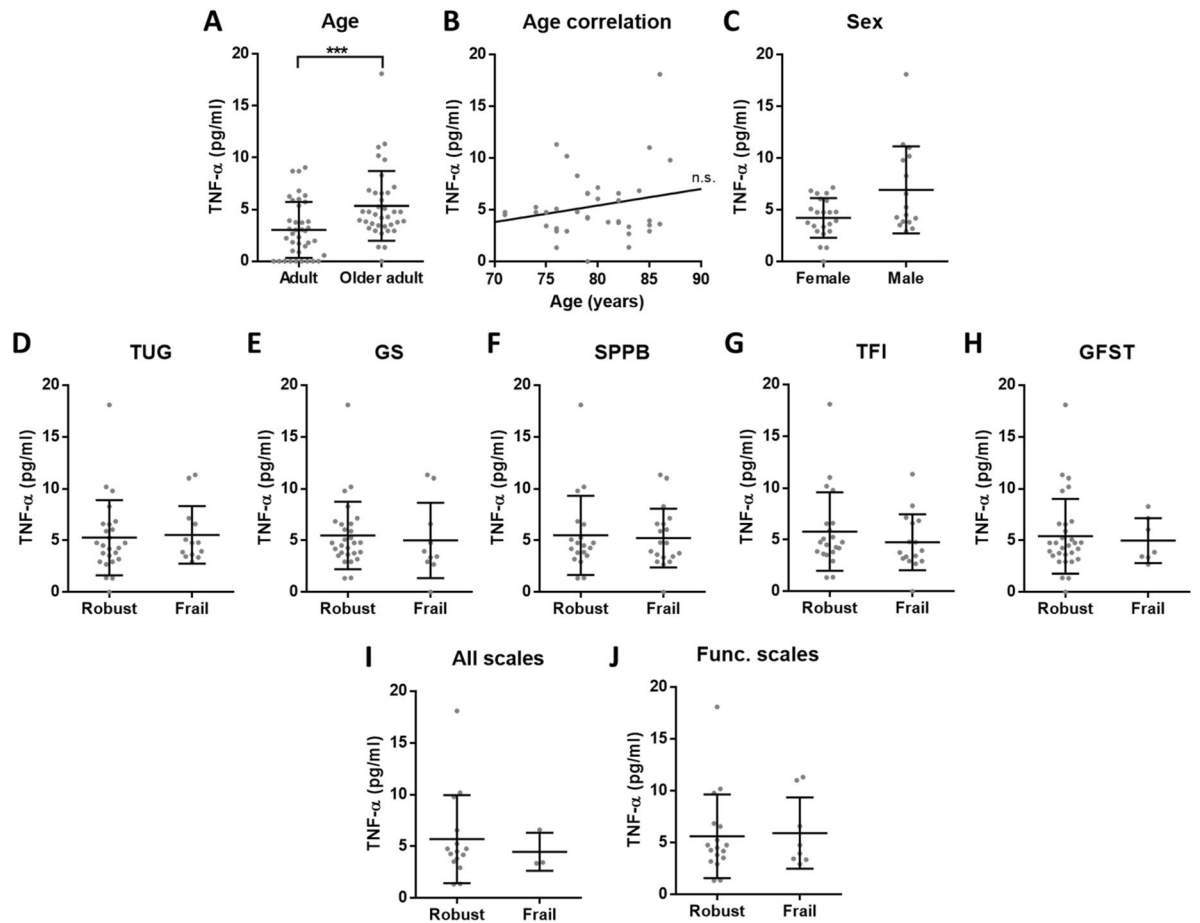 A Age
***
TNF-α (pg/ml)
20
15
10
5
0
Adult Older adult
B Age correlation
TNF-α (pg/ml)
20
15
10
5
0
n.s.
70 75 80 85 90
Age (years)
C Sex
TNF-α (pg/ml)
20
15
10
5
0
Female Male
D TUG
TNF-α (pg/ml)
20
15
10
5
0
Robust Frail
E GS
TNF-α (pg/ml)
20
15
10
5
0
Robust Frail
F SPPB
TNF-α (pg/ml)
20
15
10
5
0
Robust Frail
G TFI
TNF-α (pg/ml)
20
15
10
5
0
Robust Frail
H GFST
TNF-α (pg/ml)
20
15
10
5
0
Robust Frail
I All scales
TNF-α (pg/ml)
20
15
10
5
0
Robust Frail
J Func. scales
TNF-α (pg/ml)
20
15
10
5
0
Robust Frail